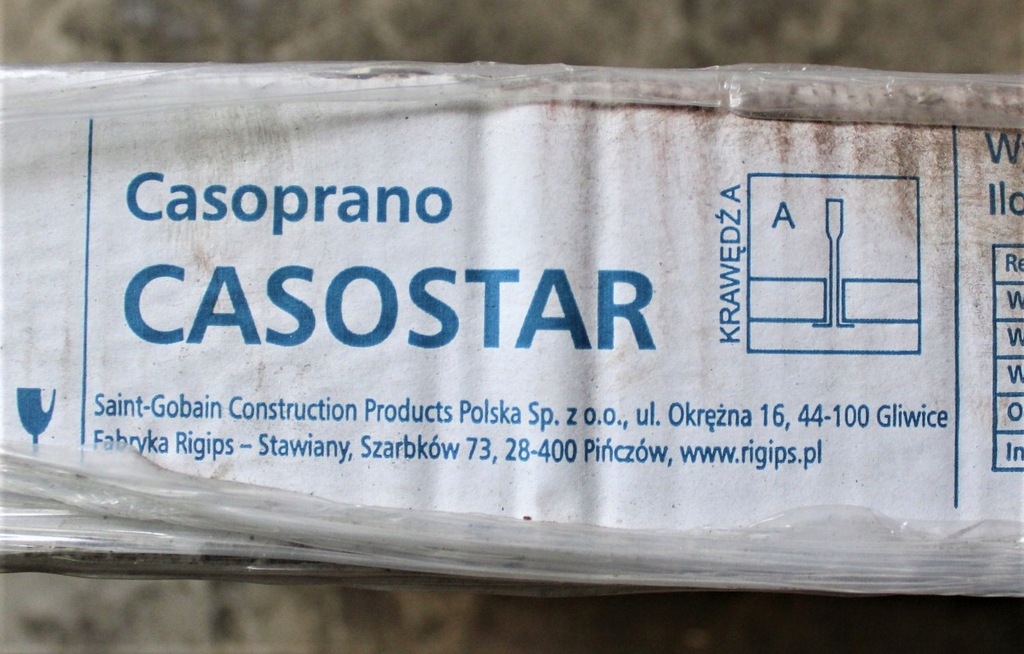 Casoprano
CASOSTAR
KRAWĘDŹ A
A
Saint-Gobain Construction Products Polska Sp. z o.o., ul. Okrężna 16, 44-100 Gliwice
Fabryka Rigips – Stawiany, Szarbków 73, 28-400 Pińczów, www.rigips.pl